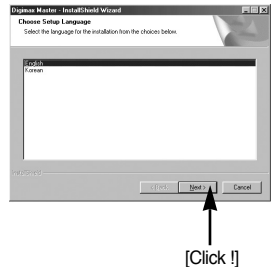 Digimax Master - InstallShield Wizard
Choose Setup Language
Select the language for the installation from the choices below.
English
Korean
InstallShield
< Back
Next >
Cancel
[Click !]